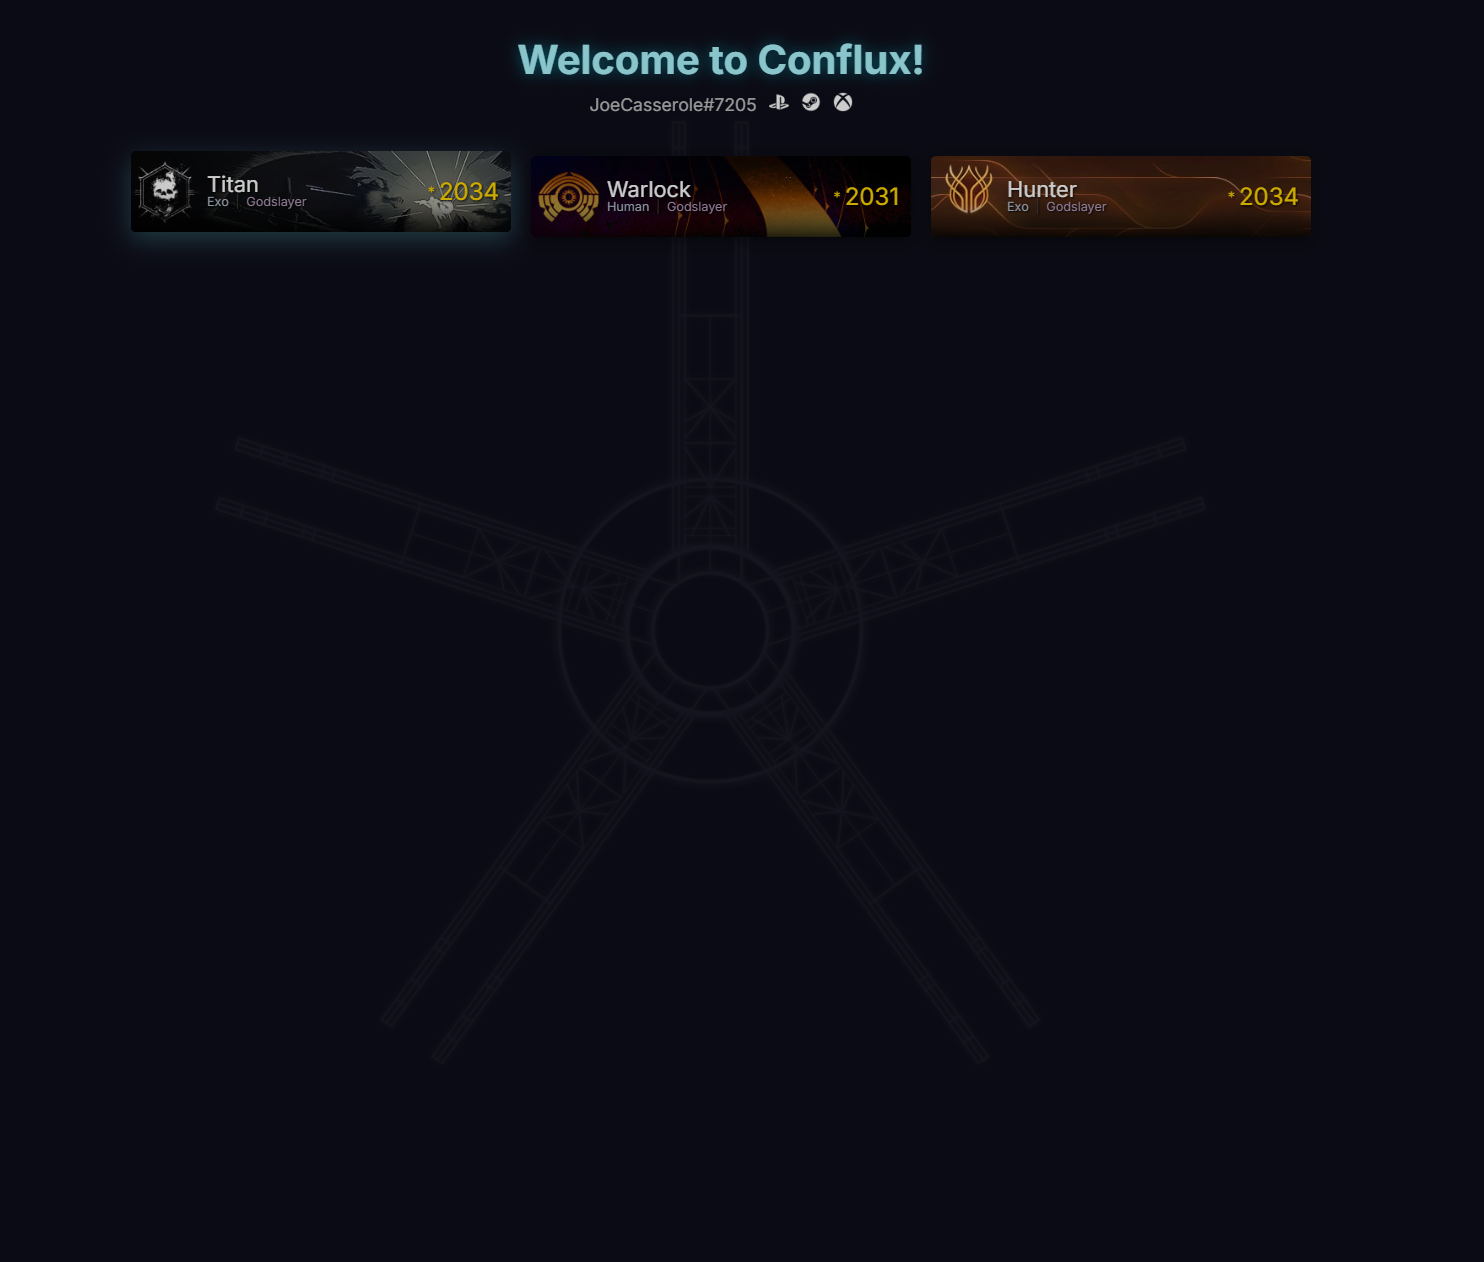 Welcome to Conflux!
JoeCasserole#7205
Titan
Exo | Godslayer
*2034
Warlock
Human | Godslayer
*2031
Hunter
Exo | Godslayer
*2034